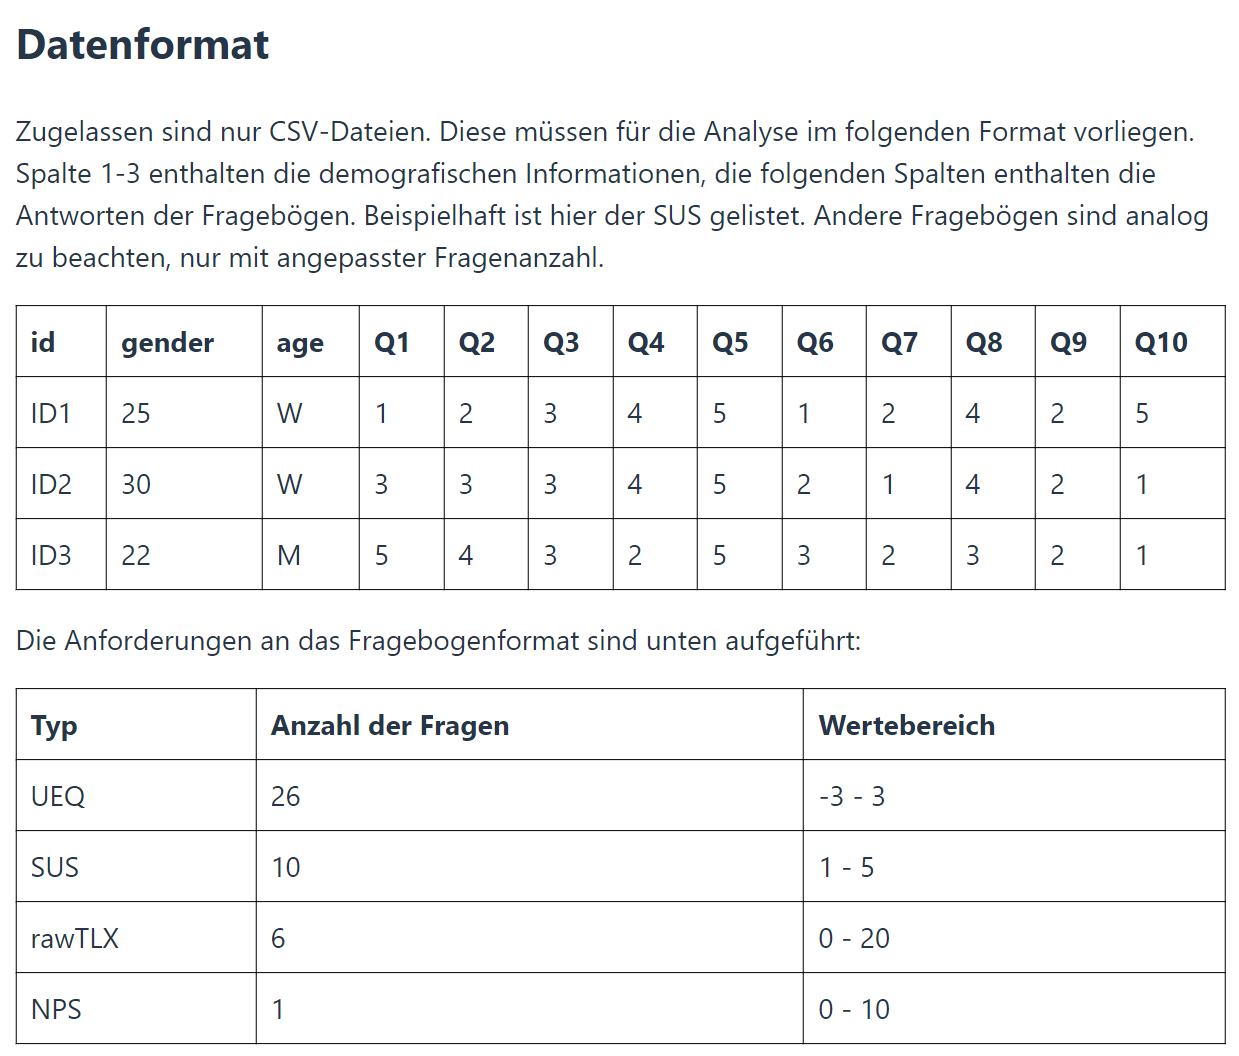 Datenformat
Zugelassen sind nur CSV-Dateien. Diese müssen für die Analyse im folgenden Format vorliegen.
Spalte 1-3 enthalten die demografischen Informationen, die folgenden Spalten enthalten die
Antworten der Fragebögen. Beispielhaft ist hier der SUS gelistet. Andere Fragebögen sind analog
zu beachten, nur mit angepasster Fragenanzahl.
id gender age Q1 Q2 Q3 Q4 Q5 Q6 Q7 Q8 Q9 Q10
ID1 25 W 1 2 3 4 5 1 2 4 2 5
ID2 30 W 3 3 3 4 5 2 1 4 2 1
ID3 22 M 5 4 3 2 5 3 2 3 2 1
Die Anforderungen an das Fragebogenformat sind unten aufgeführt:
Typ Anzahl der Fragen Wertebereich
UEQ 26 -3 - 3
SUS 10 1 - 5
rawTLX 6 0 - 20
NPS 1 0 - 10